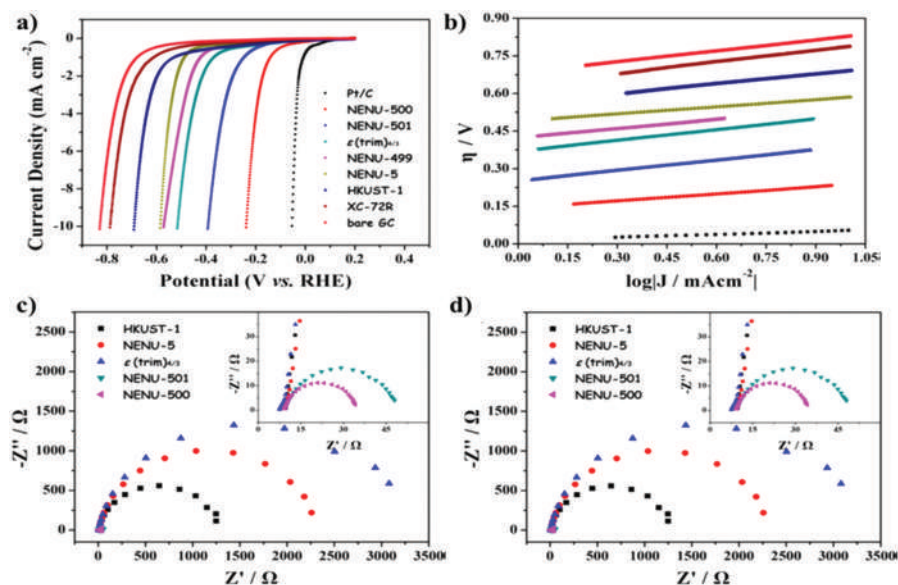 a)
Current Density (mA cm⁻²)
0
-2
-4
-6
-8
-10
Pt/C
NENU-500
NENU-501
ε(trim)₄/₃
NENU-499
NENU-5
HKUST-1
XC-72R
bare GC
-0.8 -0.6 -0.4 -0.2 0.0 0.2 0.4
Potential (V vs. RHE)
b)
η / V
0.75
0.60
0.45
0.30
0.15
0.00
0.00 0.15 0.30 0.45 0.60 0.75 0.90 1.05
log|J / mAcm⁻²|
c)
-Z'' / Ω
2500
2000
1500
1000
500
0
HKUST-1
NENU-5
ε(trim)₄/₃
NENU-501
NENU-500
-Z'' / Ω
30
20
10
0
0 15 30 45
Z' / Ω
0 500 1000 1500 2000 2500 3000 3500
Z' / Ω
d)
-Z'' / Ω
2500
2000
1500
1000
500
0
HKUST-1
NENU-5
ε(trim)₄/₃
NENU-501
NENU-500
-Z'' / Ω
30
20
10
0
0 15 30 45
Z' / Ω
0 500 1000 1500 2000 2500 3000 3500
Z' / Ω